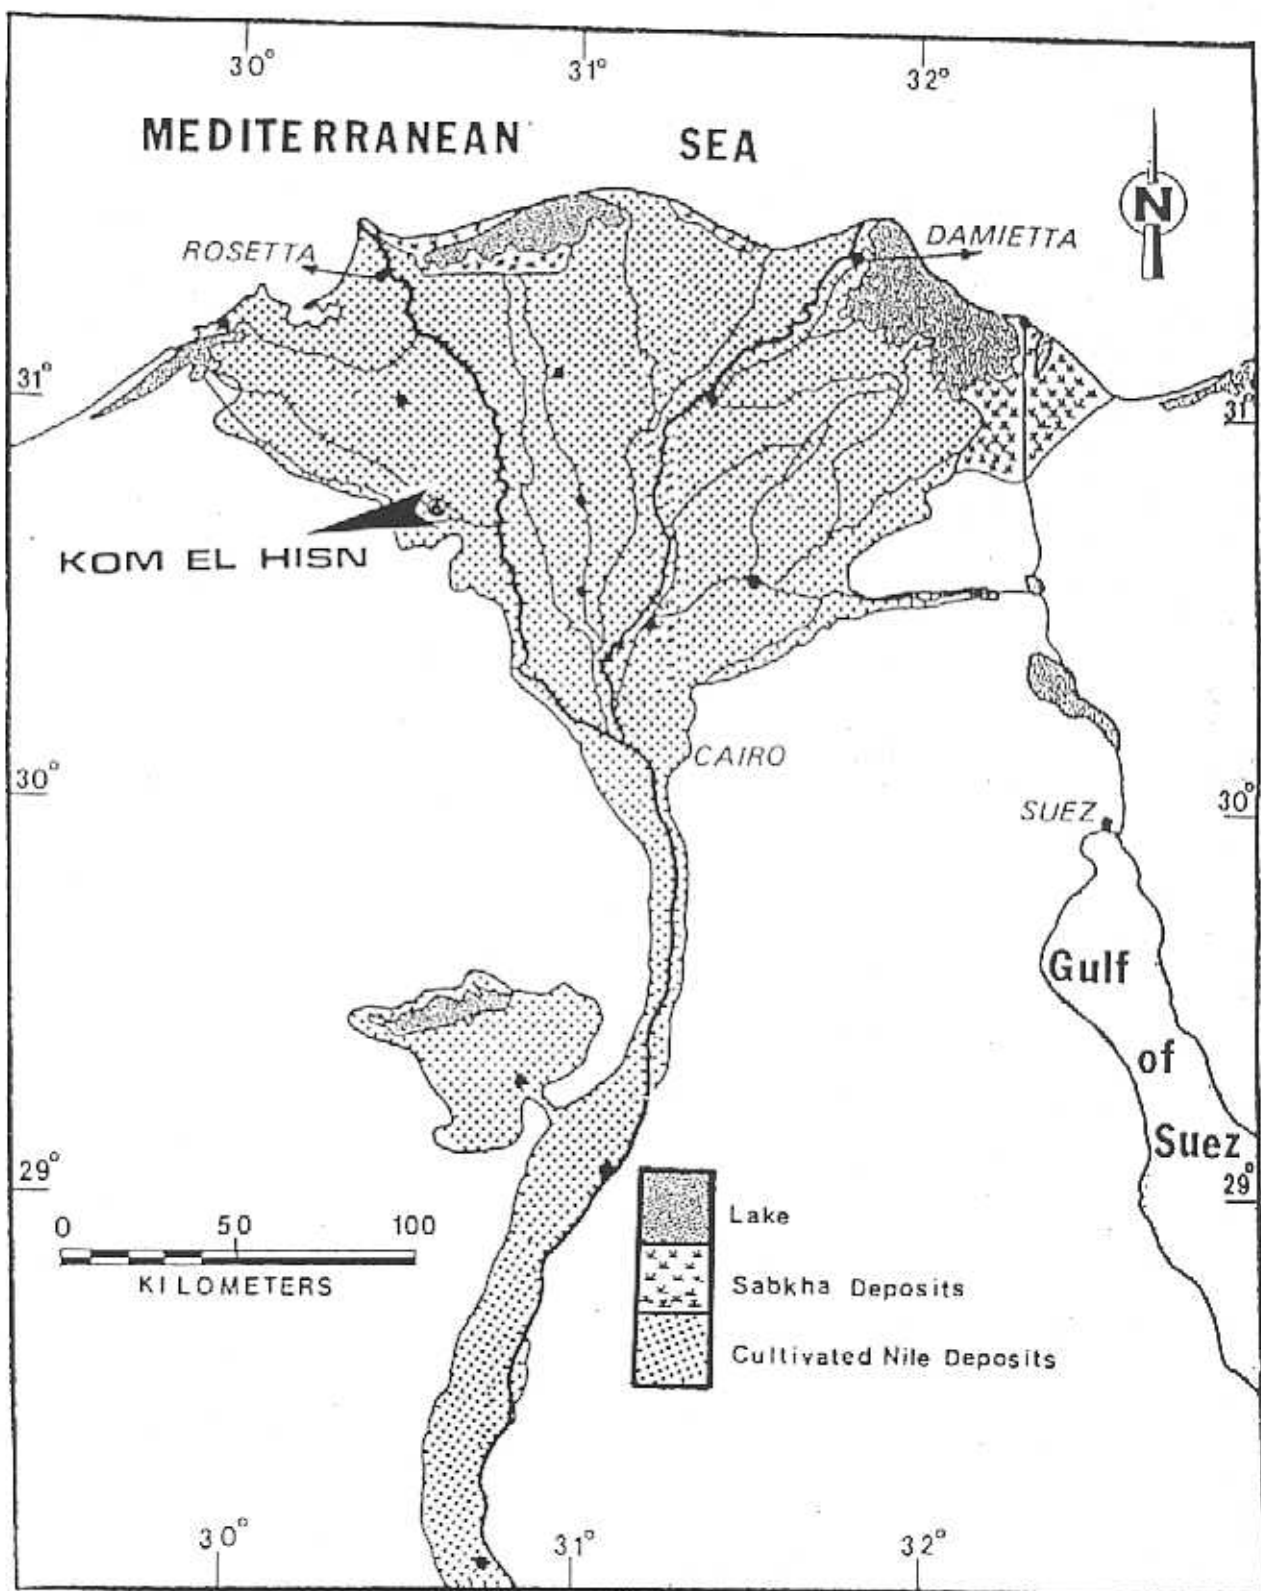 30° 31° 32°
MEDITERRANEAN SEA
N
ROSETTA
DAMIETTA
31°
31°
KOM EL HISN
CAIRO
30°
30°
SUEZ
Gulf
of
Suez
29°
29°
0 50 100
KILOMETERS
Lake
Sabkha Deposits
Cultivated Nile Deposits
30° 31° 32°